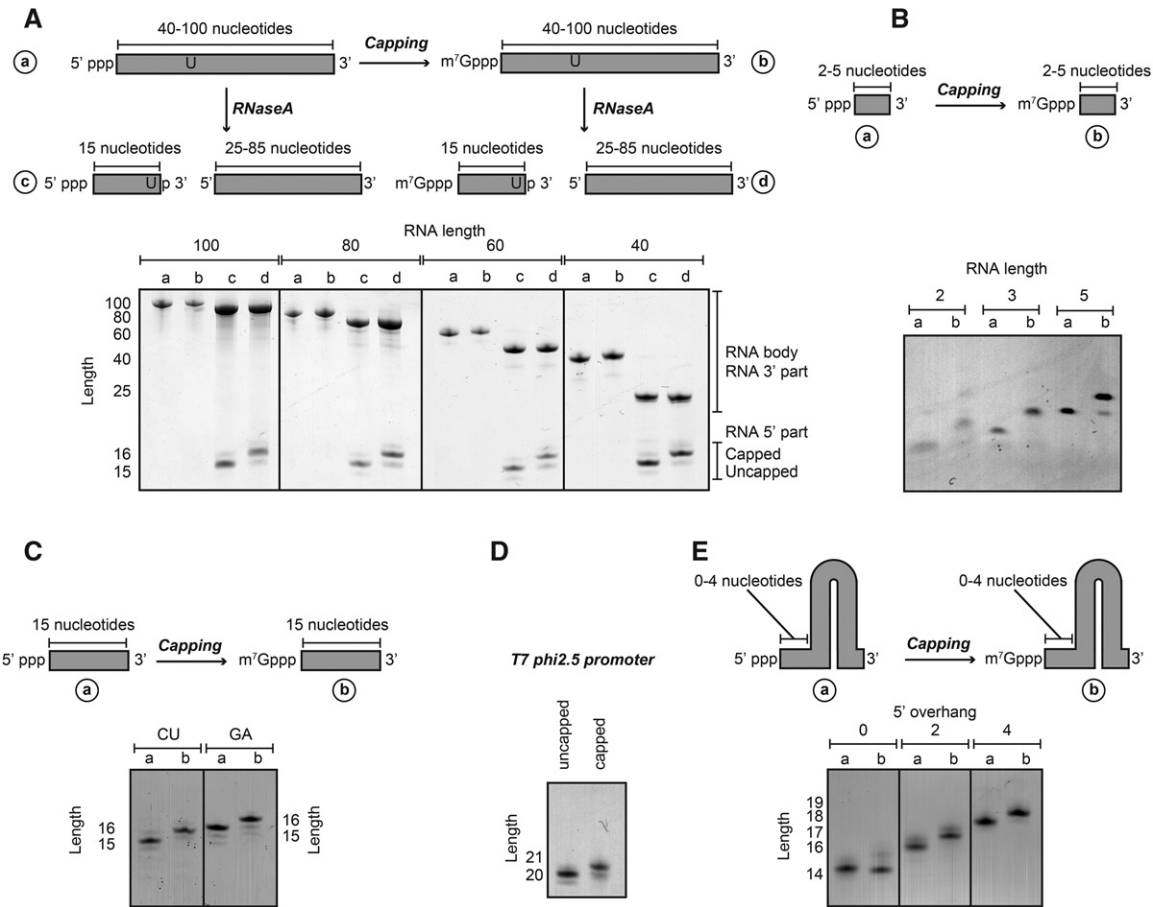 A
40-100 nucleotides
Capping
40-100 nucleotides
a 5' ppp U 3' m⁷Gppp U 3' b
RNaseA
RNaseA
15 nucleotides 25-85 nucleotides 15 nucleotides 25-85 nucleotides
c 5' ppp U p 3' 5' 3' m⁷Gppp U p 3' 5' 3' d
RNA length
100 80 60 40
a b c d a b c d a b c d a b c d
Length
100
80
60
40
25
16
15
RNA body
RNA 3' part
RNA 5' part
Capped
Uncapped
B
2-5 nucleotides 2-5 nucleotides
Capping
5' ppp 3' m⁷Gppp 3'
a b
RNA length
2 3 5
a b a b a b
C
15 nucleotides 15 nucleotides
Capping
5' ppp 3' m⁷Gppp 3'
a b
CU GA
a b a b
Length
16
15
16
15
Length
D
T7 phi2.5 promoter
uncapped
capped
Length
21
20
E
0-4 nucleotides 0-4 nucleotides
Capping
5' ppp 3' m⁷Gppp 3'
a b
5' overhang
0 2 4
a b a b a b
Length
19
18
17
16
14